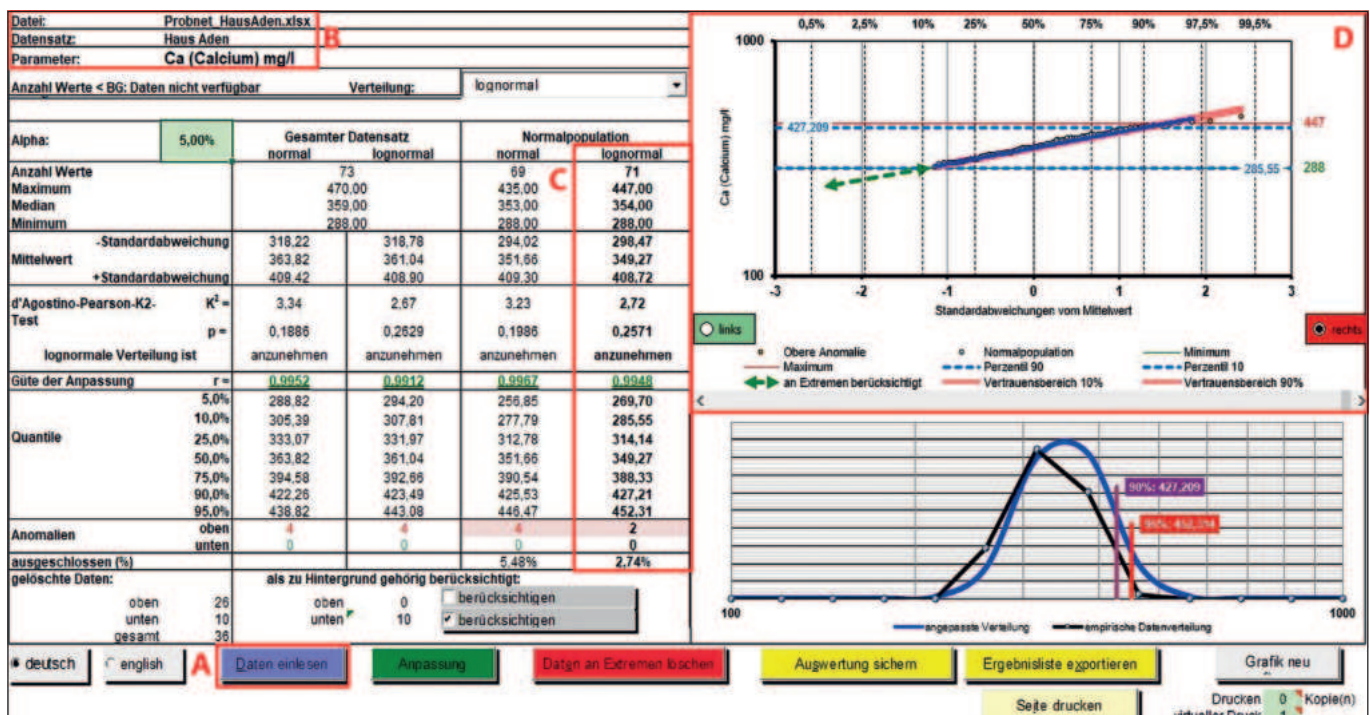 Datei: Probnet_HausAden.xlsx
Datensatz: Haus Aden
B
Parameter: Ca (Calcium) mg/l
Anzahl Werte < BG: Daten nicht verfügbar Verteilung: lognormal
Alpha: 5,00% Gesamter Datensatz Normalpopulation
normal lognormal normal lognormal
Anzahl Werte 73 69 71
C
Maximum 470,00 435,00 447,00
Median 359,00 353,00 354,00
Minimum 288,00 288,00 288,00
-Standardabweichung 318,22 318,78 294,02 298,47
Mittelwert 363,82 361,04 351,66 349,27
+Standardabweichung 409,42 408,90 409,30 408,72
d'Agostino-Pearson-K2- K² = 3,34 2,67 3,23 2,72
Test
p = 0,1886 0,2629 0,1986 0,2571
lognormale Verteilung ist anzunehmen anzunehmen anzunehmen anzunehmen
Güte der Anpassung r = 0,9952 0,9912 0,9967 0,9948
5,0% 288,82 294,20 256,85 269,70
10,0% 305,39 307,81 277,79 285,55
Quantile 25,0% 333,07 331,97 312,78 314,14
50,0% 363,82 361,04 351,66 349,27
75,0% 394,58 392,66 390,54 388,33
90,0% 422,26 423,49 425,53 427,21
95,0% 438,82 443,08 446,47 452,31
Anomalien oben 4 4 4 2
unten 0 0 0 0
ausgeschlossen (%) 5,48% 2,74%
gelöschte Daten: als zu Hintergrund gehörig berücksichtigt:
oben 26 oben 0 berücksichtigen
unten 10 unten 10 berücksichtigen
gesamt 36
0,5% 2,5% 10% 25% 50% 75% 90% 97,5% 99,5%
D
1000
Ca (Calcium) mg/l
427,209 447
285,55 288
100
-3 -2 -1 0 1 2 3
Standardabweichungen vom Mittelwert
links rechts
Obere Anomalie Normalpopulation Minimum
Maximum Perzentil 90 Perzentil 10
an Extremen berücksichtigt Vertrauensbereich 10% Vertrauensbereich 90%
90%: 427,209
100 1000
angepasste Verteilung empirische Datenverteilung
deutsch english A Daten einlesen Anpassung Daten an Extremen löschen Auswertung sichern Ergebnisliste exportieren Grafik neu
Seite drucken Drucken 0 Kopie(n)
virtueller Druck